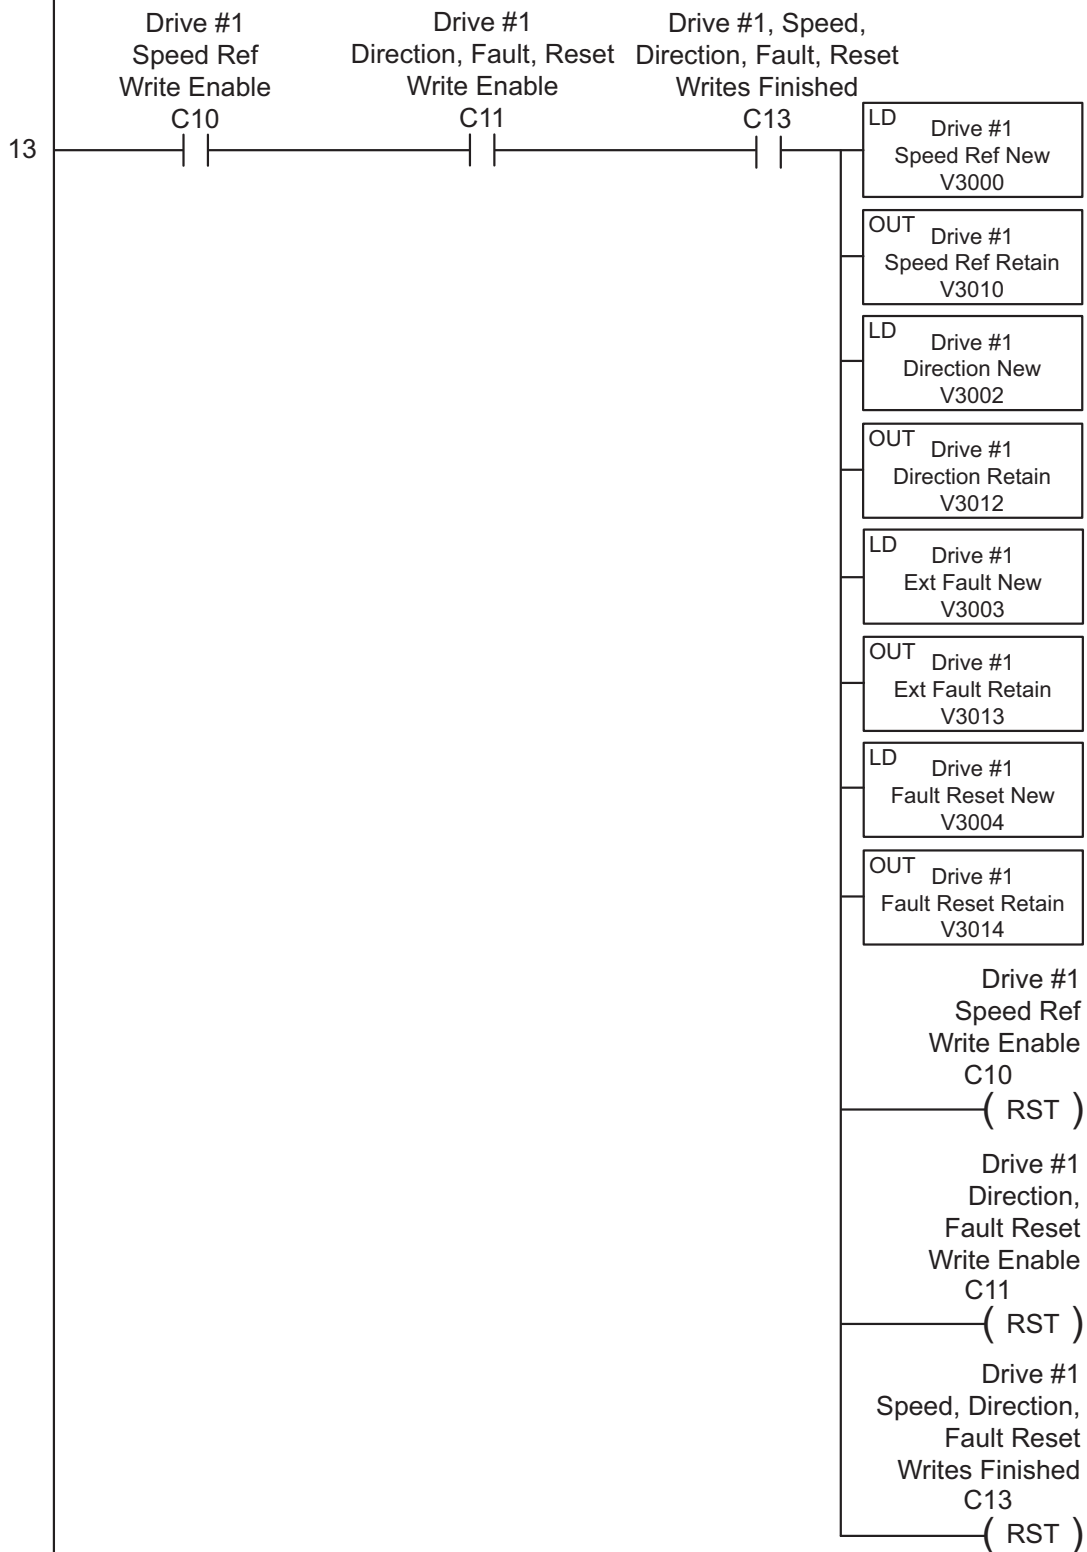 Drive #1
Speed Ref
Write Enable
C10
Drive #1
Direction, Fault, Reset
Write Enable
C11
Drive #1, Speed,
Direction, Fault, Reset
Writes Finished
C13
13
LD
Drive #1
Speed Ref New
V3000
OUT
Drive #1
Speed Ref Retain
V3010
LD
Drive #1
Direction New
V3002
OUT
Drive #1
Direction Retain
V3012
LD
Drive #1
Ext Fault New
V3003
OUT
Drive #1
Ext Fault Retain
V3013
LD
Drive #1
Fault Reset New
V3004
OUT
Drive #1
Fault Reset Retain
V3014
Drive #1
Speed Ref
Write Enable
C10
( RST )
Drive #1
Direction,
Fault Reset
Write Enable
C11
( RST )
Drive #1
Speed, Direction,
Fault Reset
Writes Finished
C13
( RST )